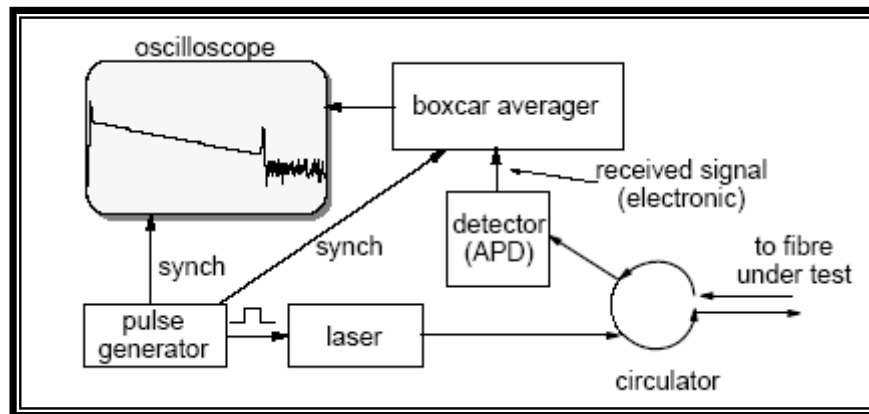 oscilloscope
boxcar averager
received signal
(electronic)
detector
(APD)
synch
synch
to fibre
under test
pulse
generator
laser
circulator